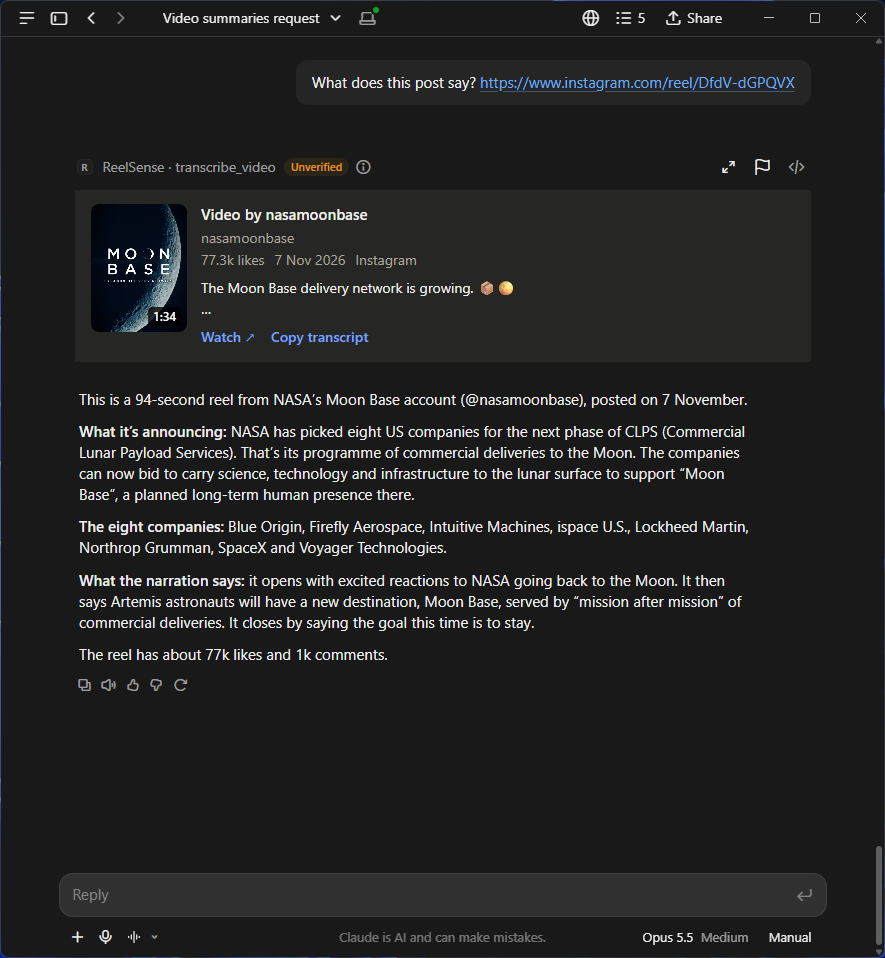 Video summaries request
5
Share
What does this post say? https://www.instagram.com/reel/DfdV-dGPQVX
R
ReelSense · transcribe_video
Unverified
MOON
BASE
1:34
Video by nasamoonbase
nasamoonbase
77.3k likes 7 Nov 2026 Instagram
The Moon Base delivery network is growing. 📦 🌕
...
Watch ↗ Copy transcript
This is a 94-second reel from NASA’s Moon Base account (@nasamoonbase), posted on 7 November.
What it’s announcing: NASA has picked eight US companies for the next phase of CLPS (Commercial
Lunar Payload Services). That’s its programme of commercial deliveries to the Moon. The companies
can now bid to carry science, technology and infrastructure to the lunar surface to support “Moon
Base”, a planned long-term human presence there.
The eight companies: Blue Origin, Firefly Aerospace, Intuitive Machines, ispace U.S., Lockheed Martin,
Northrop Grumman, SpaceX and Voyager Technologies.
What the narration says: it opens with excited reactions to NASA going back to the Moon. It then
says Artemis astronauts will have a new destination, Moon Base, served by “mission after mission” of
commercial deliveries. It closes by saying the goal this time is to stay.
The reel has about 77k likes and 1k comments.
Reply
Claude is AI and can make mistakes.
Opus 5.5 Medium Manual